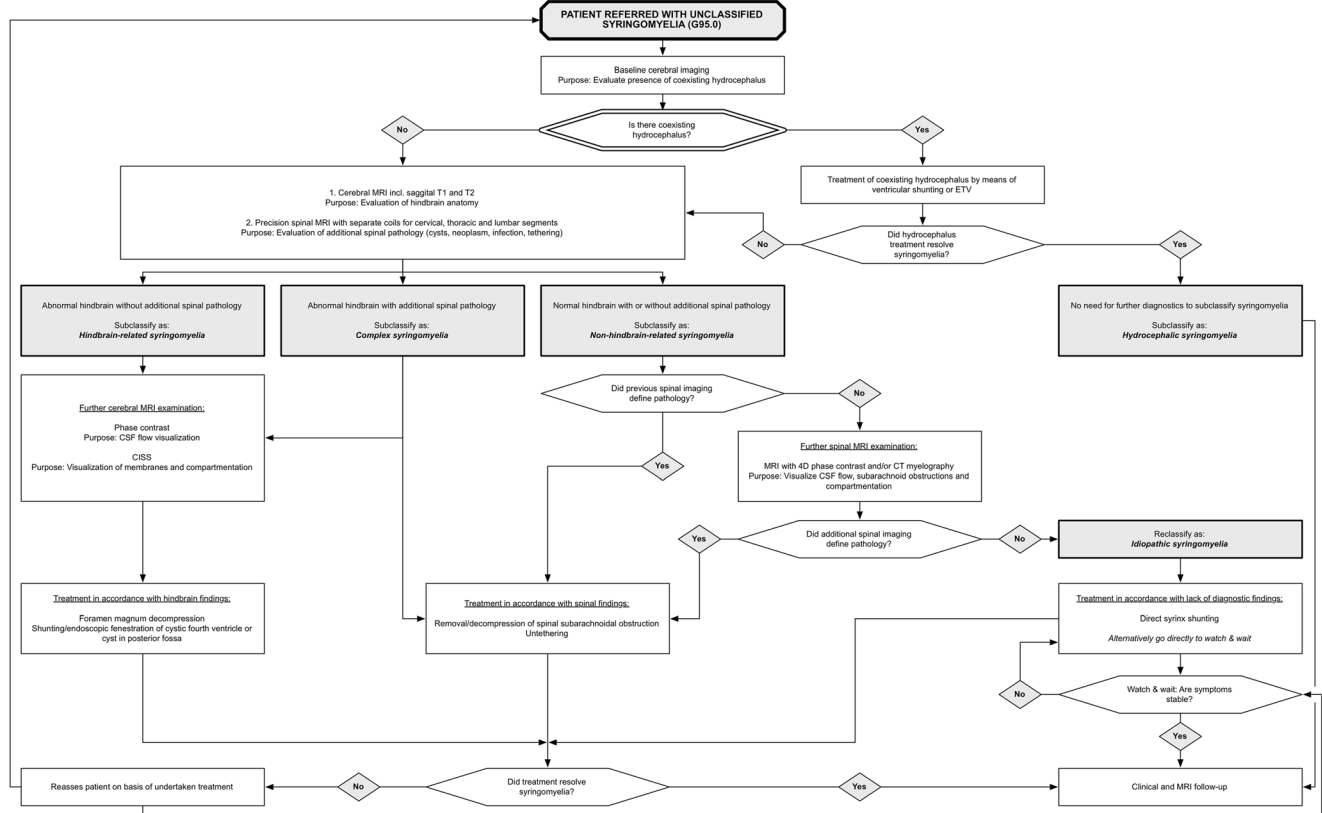 PATIENT REFERRED WITH UNCLASSIFIED
SYRINGOMYELIA (G95.0)
Baseline cerebral imaging
Purpose: Evaluate presence of coexisting hydrocephalus
Is there coexisting
hydrocephalus?
No
Yes
1. Cerebral MRI incl. saggital T1 and T2
Purpose: Evaluation of hindbrain anatomy
2. Precision spinal MRI with separate coils for cervical, thoracic and lumbar segments
Purpose: Evaluation of additional spinal pathology (cysts, neoplasm, infection, tethering)
Treatment of coexisting hydrocephalus by means of
ventricular shunting or ETV
Did hydrocephalus
treatment resolve
syringomyelia?
No
Yes
Abnormal hindbrain without additional spinal pathology
Subclassify as:
Hindbrain-related syringomyelia
Abnormal hindbrain with additional spinal pathology
Subclassify as:
Complex syringomyelia
Normal hindbrain with or without additional spinal pathology
Subclassify as:
Non-hindbrain-related syringomyelia
No need for further diagnostics to subclassify syringomyelia
Subclassify as:
Hydrocephalic syringomyelia
Further cerebral MRI examination:
Phase contrast
Purpose: CSF flow visualization
CISS
Purpose: Visualization of membranes and compartmentation
Did previous spinal imaging
define pathology?
No
Yes
Further spinal MRI examination:
MRI with 4D phase contrast and/or CT myelography
Purpose: Visualize CSF flow, subarachnoid obstructions and
compartmentation
Did additional spinal imaging
define pathology?
Yes
No
Reclassify as:
Idiopathic syringomyelia
Treatment in accordance with hindbrain findings:
Foramen magnum decompression
Shunting/endoscopic fenestration of cystic fourth ventricle or
cyst in posterior fossa
Treatment in accordance with spinal findings:
Removal/decompression of spinal subarachnoidal obstruction
Untethering
Treatment in accordance with lack of diagnostic findings:
Direct syrinx shunting
Alternatively go directly to watch & wait
No
Watch & wait: Are symptoms
stable?
Yes
Reasses patient on basis of undertaken treatment
No
Did treatment resolve
syringomyelia?
Yes
Clinical and MRI follow-up